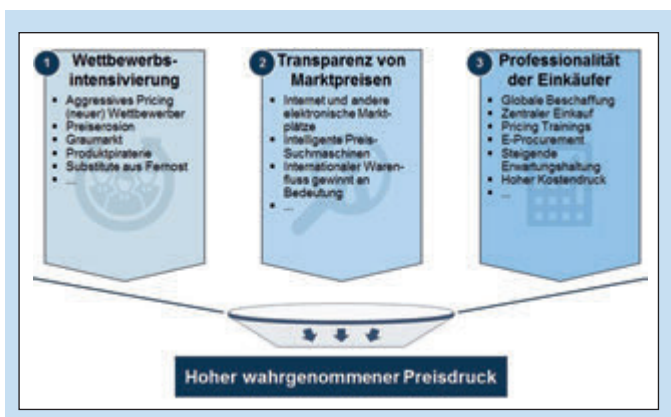 1
Wettbewerbs-
intensivierung
▪ Aggressives Pricing
(neuer) Wettbewerber
▪ Preiserosion
▪ Graumarkt
▪ Produktpiraterie
▪ Substitute aus Fernost
▪ ...
2
Transparenz von
Marktpreisen
▪ Internet und andere
elektronische Markt-
plätze
▪ Intelligente Preis-
Suchmaschinen
▪ Internationaler Waren-
fluss gewinnt an
Bedeutung
▪ ...
3
Professionalität
der Einkäufer
▪ Globale Beschaffung
▪ Zentraler Einkauf
▪ Pricing Trainings
▪ E-Procurement
▪ Steigende
Erwartungshaltung
▪ Hoher Kostendruck
▪ ...
Hoher wahrgenommener Preisdruck